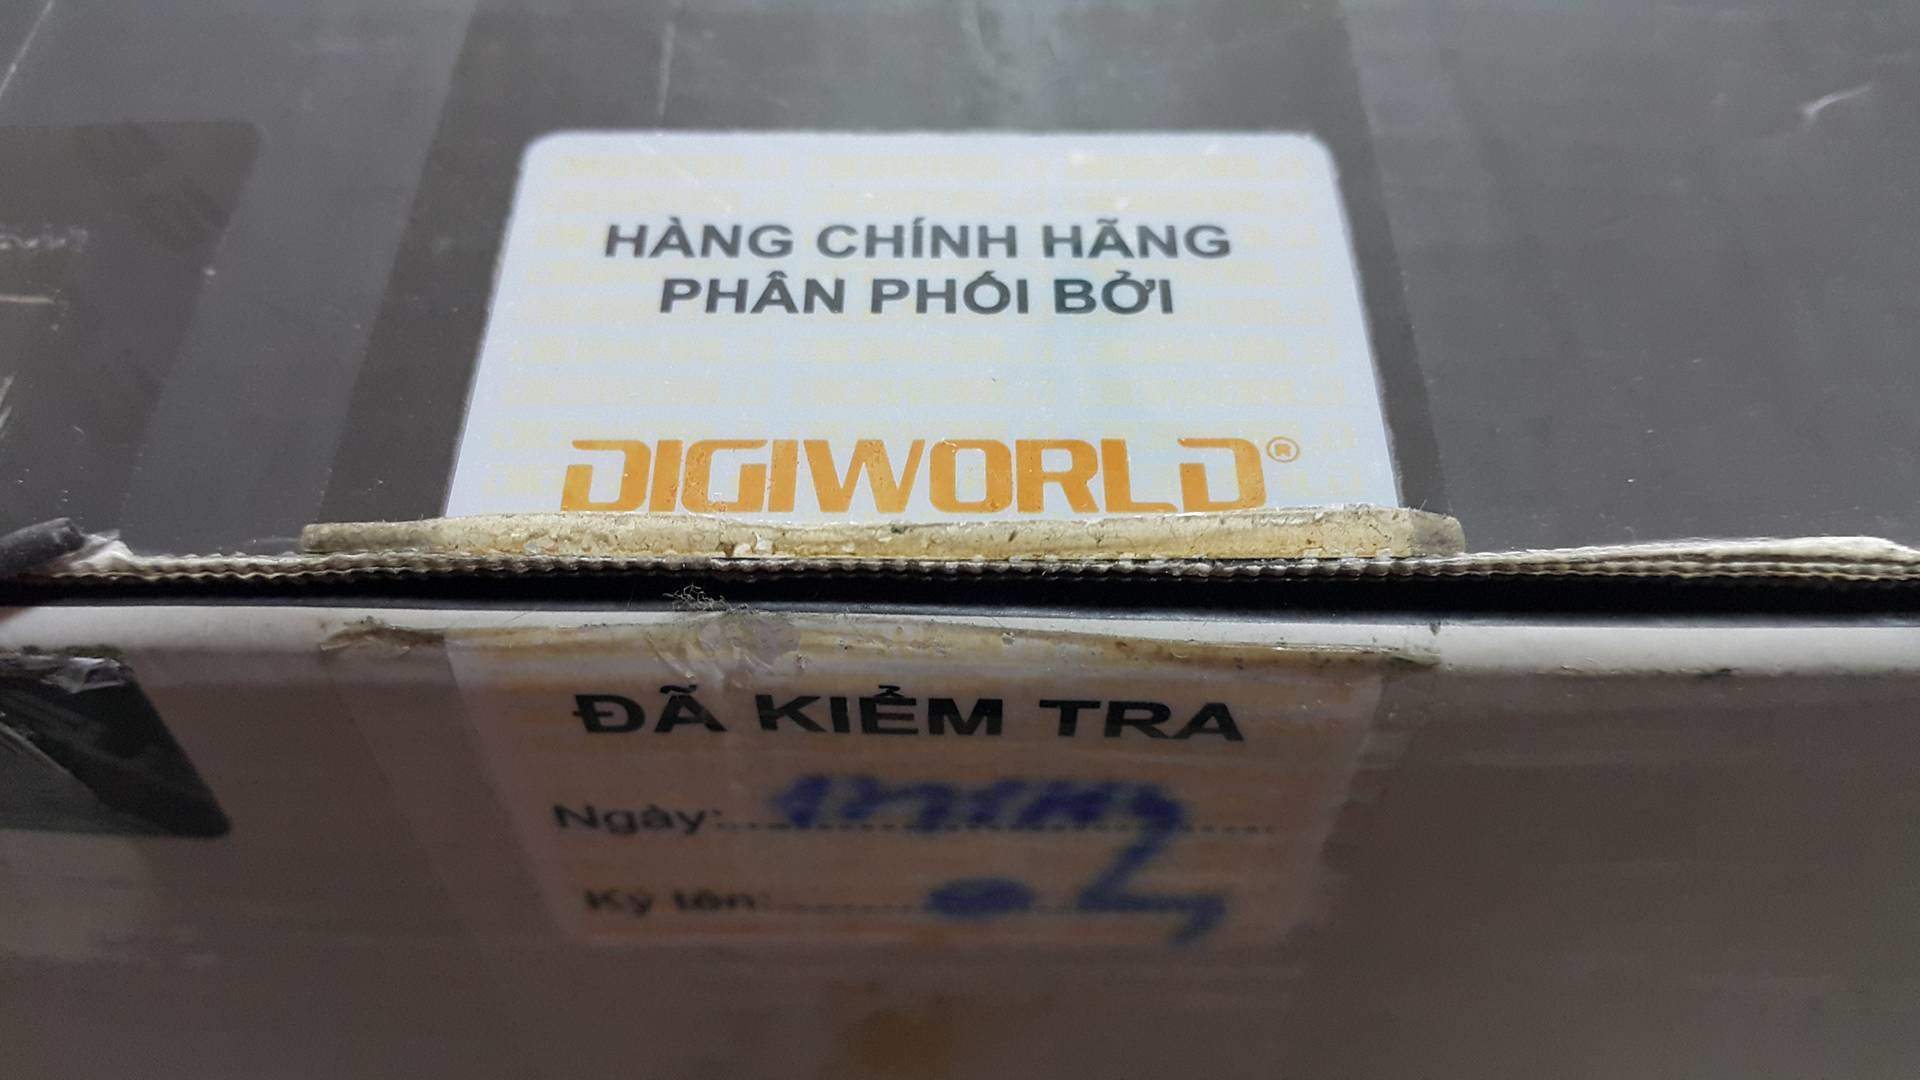 HÀNG CHÍNH HÃNG
PHÂN PHỐI BỞI
DIGIWORLD®
ĐÃ KIỂM TRA
Ngày:
Ký tên: